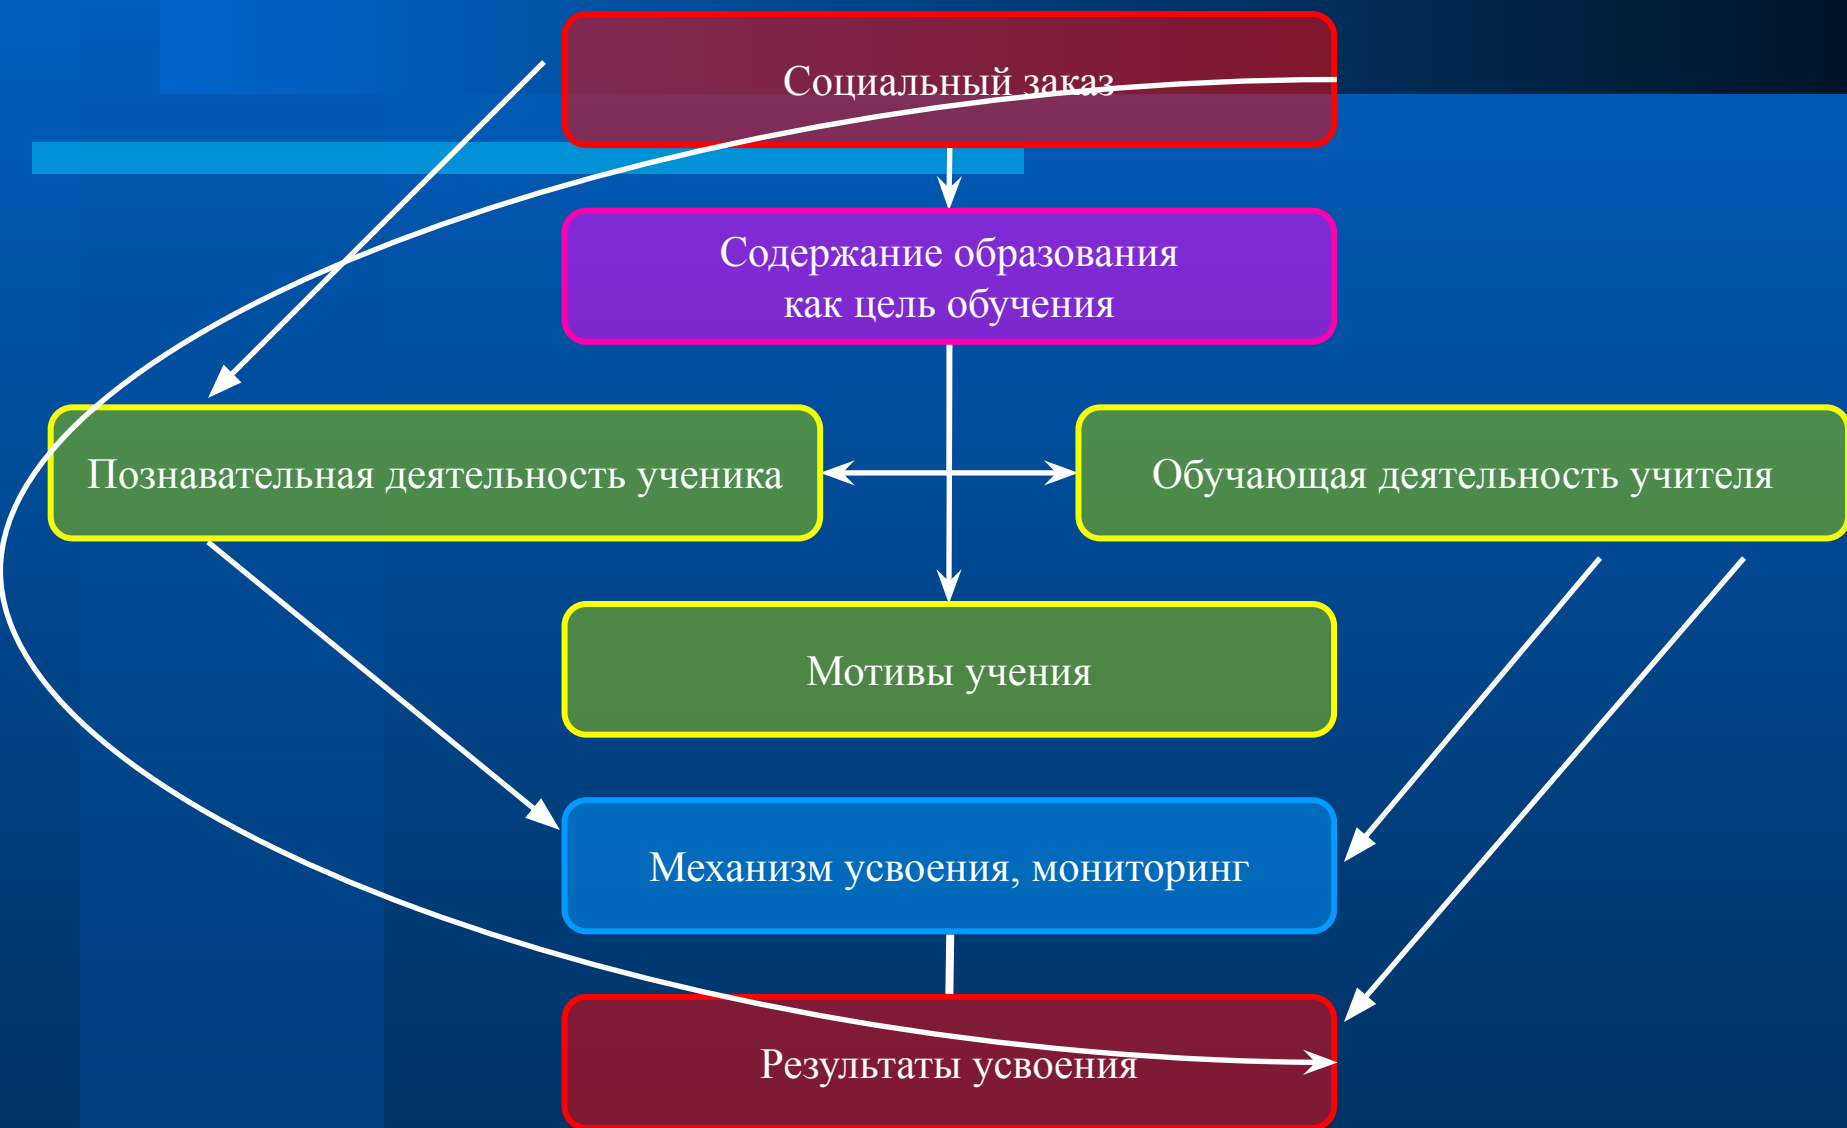 Социальный заказ
Содержание образования
как цель обучения
Познавательная деятельность ученика
Обучающая деятельность учителя
Мотивы учения
Механизм усвоения, мониторинг
Результаты усвоения